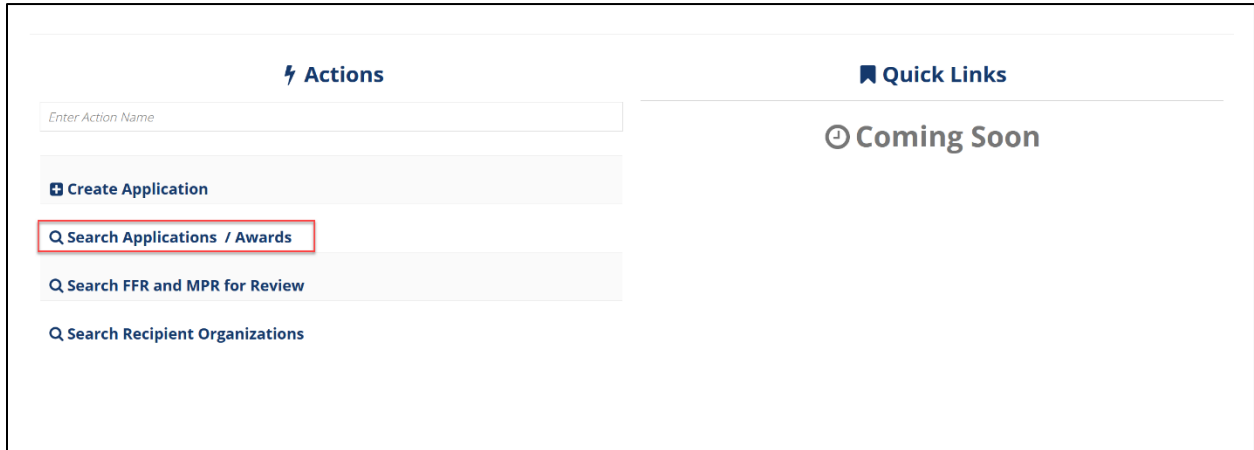 Actions
Enter Action Name
Create Application
Search Applications / Awards
Search FFR and MPR for Review
Search Recipient Organizations
Quick Links
Coming Soon